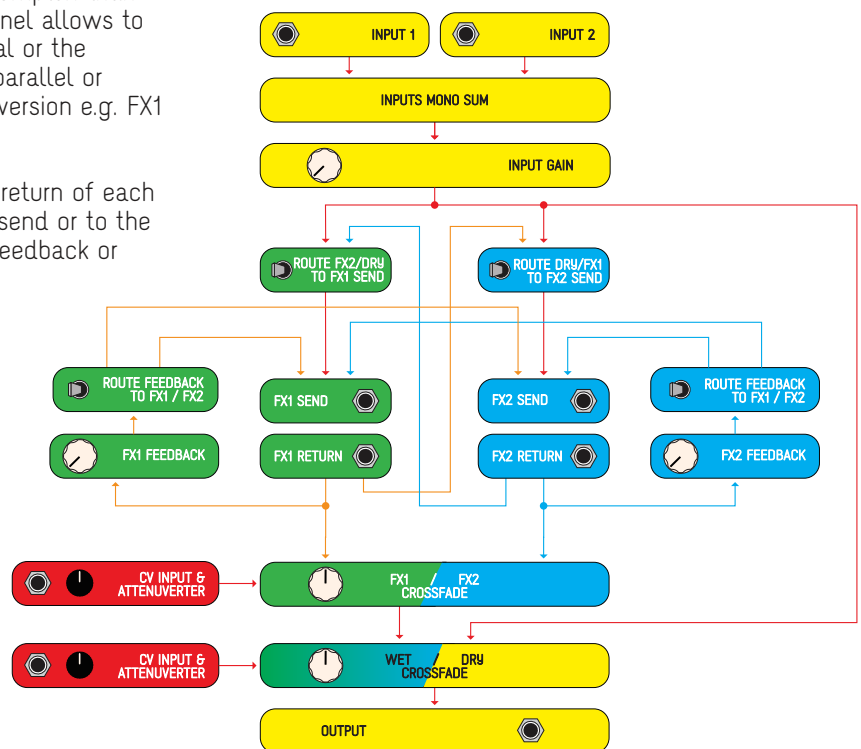 nel allows to
al or the
parallel or
version e.g. FX1
return of each
send or to the
feedback or
INPUT 1
INPUT 2
INPUTS MONO SUM
INPUT GAIN
ROUTE FX2/DRY
TO FX1 SEND
ROUTE DRY/FX1
TO FX2 SEND
ROUTE FEEDBACK
TO FX1 / FX2
FX1 SEND
FX2 SEND
ROUTE FEEDBACK
TO FX1 / FX2
FX1 FEEDBACK
FX1 RETURN
FX2 RETURN
FX2 FEEDBACK
CV INPUT &
ATTENUVERTER
FX1 / FX2
CROSSFADE
CV INPUT &
ATTENUVERTER
WET / DRY
CROSSFADE
OUTPUT